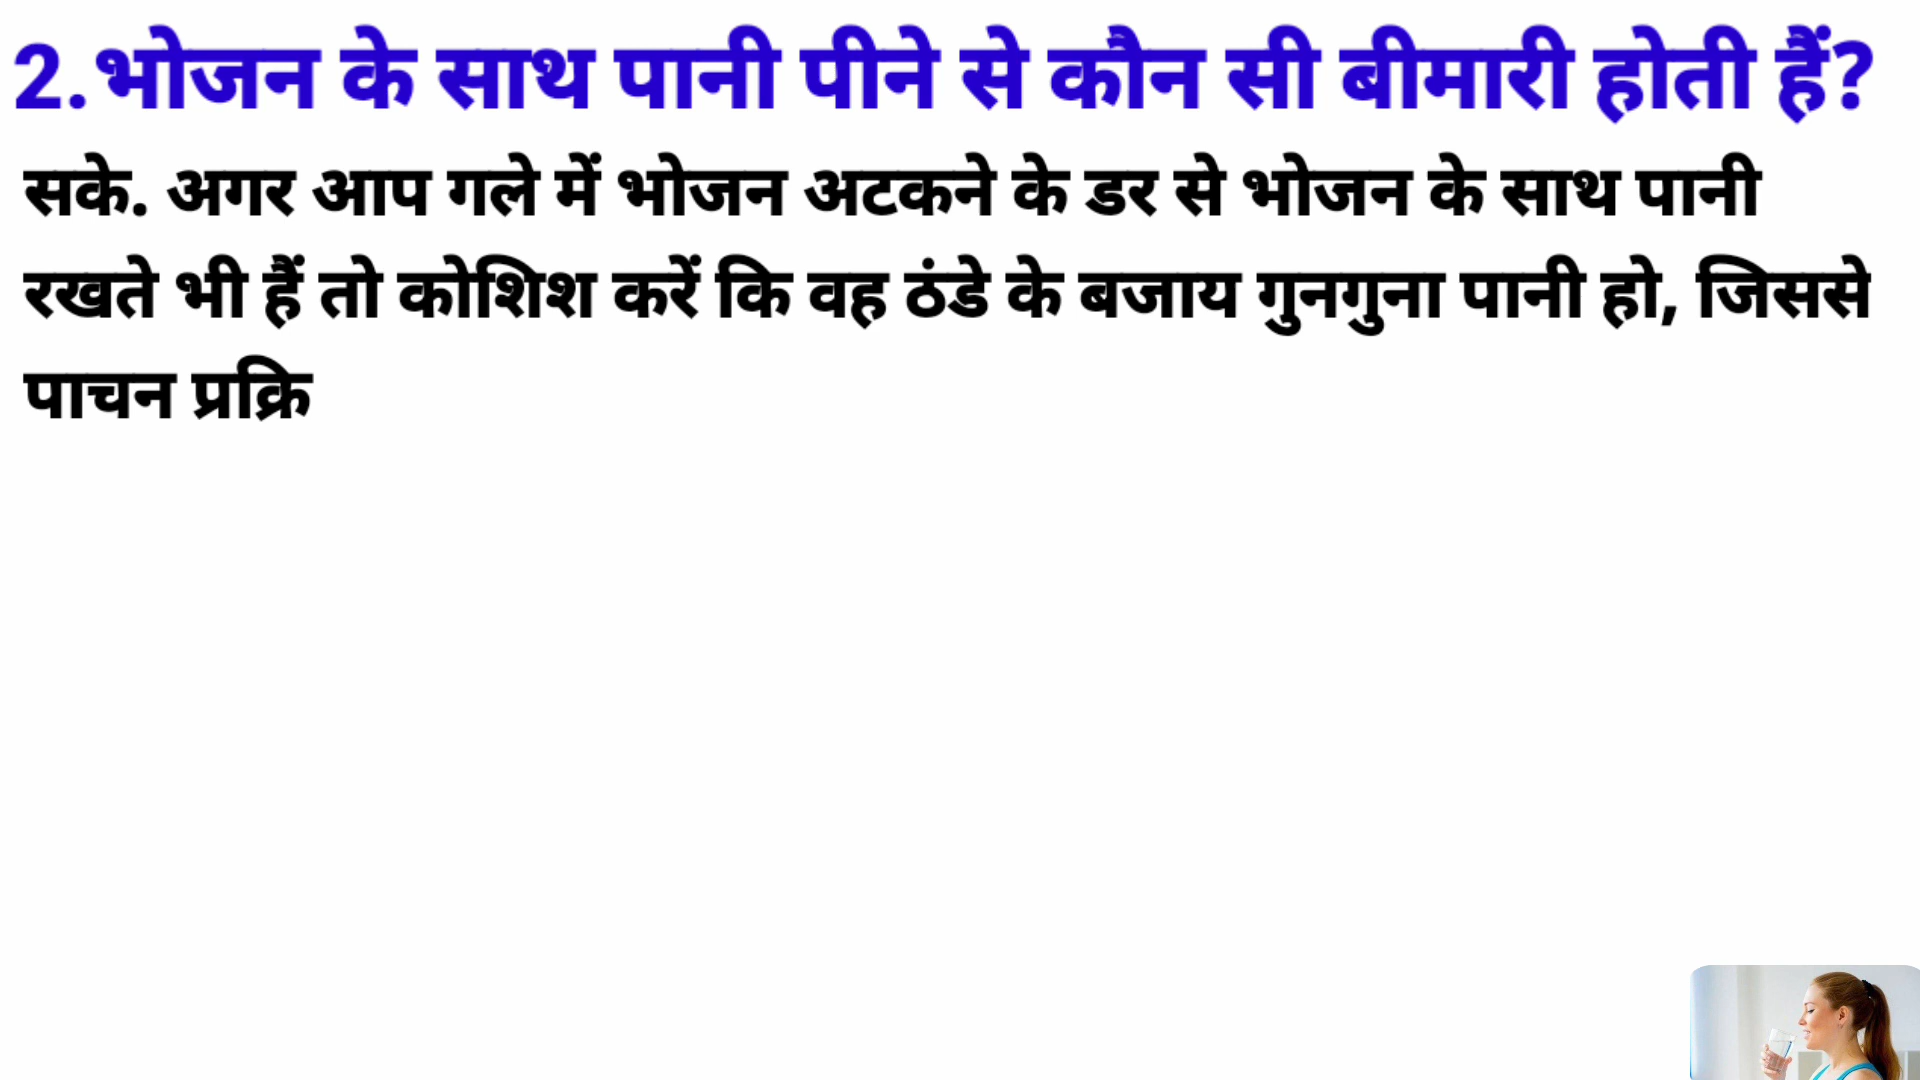 2. भोजन के साथ पानी पीने से कौन सी बीमारी होती हैं?
सके. अगर आप गले में भोजन अटकने के डर से भोजन के साथ पानी
रखते भी हैं तो कोशिश करें कि वह ठंडे के बजाय गुनगुना पानी हो, जिससे
पाचन प्रक्रि